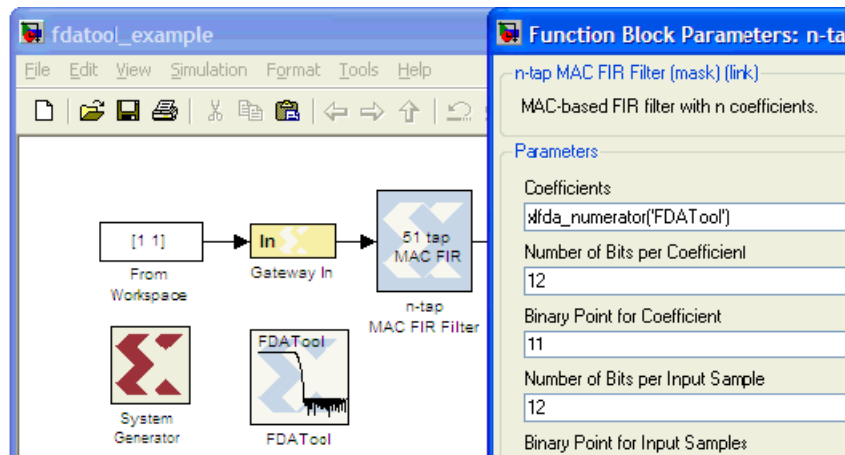 fdatool_example
File Edit View Simulation Format Tools Help
[1 1]
From
Workspace
In
Gateway In
51 tap
MAC FIR
n-tap
MAC FIR Filter
System
Generator
FDATool
FDATool
Function Block Parameters: n-ta
n-tap MAC FIR Filter (mask) (link)
MAC-based FIR filter with n coefficients.
Parameters
Coefficients
xlfda_numerator('FDATool')
Number of Bits per Coefficient
12
Binary Point for Coefficient
11
Number of Bits per Input Sample
12
Binary Point for Input Samples